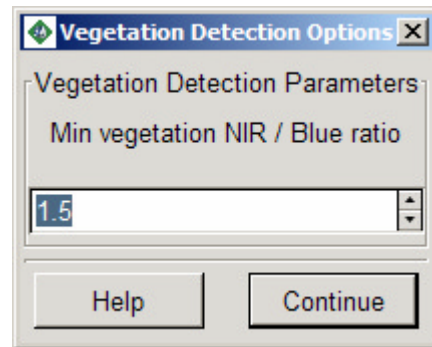 Vegetation Detection Options
Vegetation Detection Parameters
Min vegetation NIR / Blue ratio
1.5
Help Continue